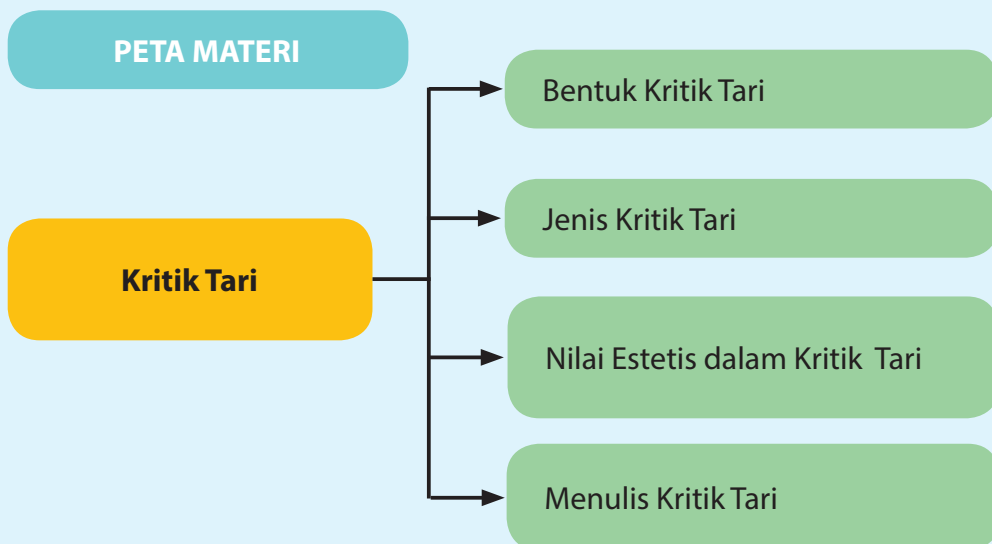 PETA MATERI
Bentuk Kritik Tari
Jenis Kritik Tari
Kritik Tari
Nilai Estetis dalam Kritik Tari
Menulis Kritik Tari